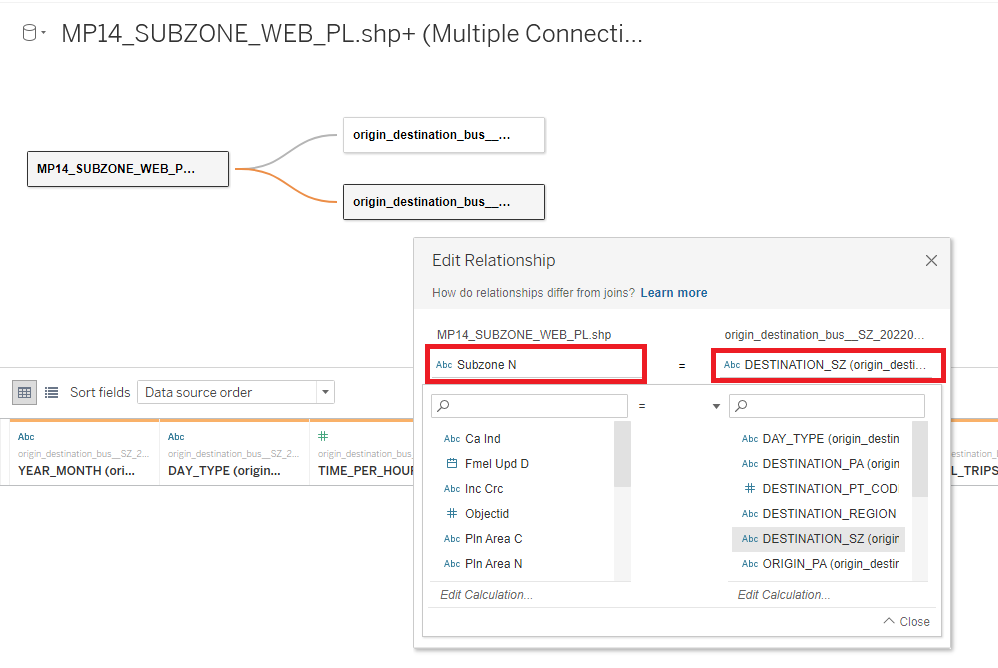 MP14_SUBZONE_WEB_PL.shp+ (Multiple Connecti...
origin_destination_bus__...
MP14_SUBZONE_WEB_P...
origin_destination_bus__...
Edit Relationship
How do relationships differ from joins? Learn more
MP14_SUBZONE_WEB_PL.shp origin_destination_bus__SZ_20220...
Abc Subzone N = Abc DESTINATION_SZ (origin_desti...
Sort fields Data source order
=
Abc Ca Ind Abc DAY_TYPE (origin_destin
Fmel Upd D Abc DESTINATION_PA (origin
Abc Inc Crc # DESTINATION_PT_COD
# Objectid Abc DESTINATION_REGION
Abc Pln Area C Abc DESTINATION_SZ (origin
Abc Pln Area N Abc ORIGIN_PA (origin_destin
Edit Calculation... Edit Calculation...
Close
Abc Abc #
origin_destination_bus__SZ_2... origin_destination_bus__SZ_2... origin_destination_bus_ estination_b
YEAR_MONTH (ori... DAY_TYPE (origin... TIME_PER_HOUR L_TRIPS